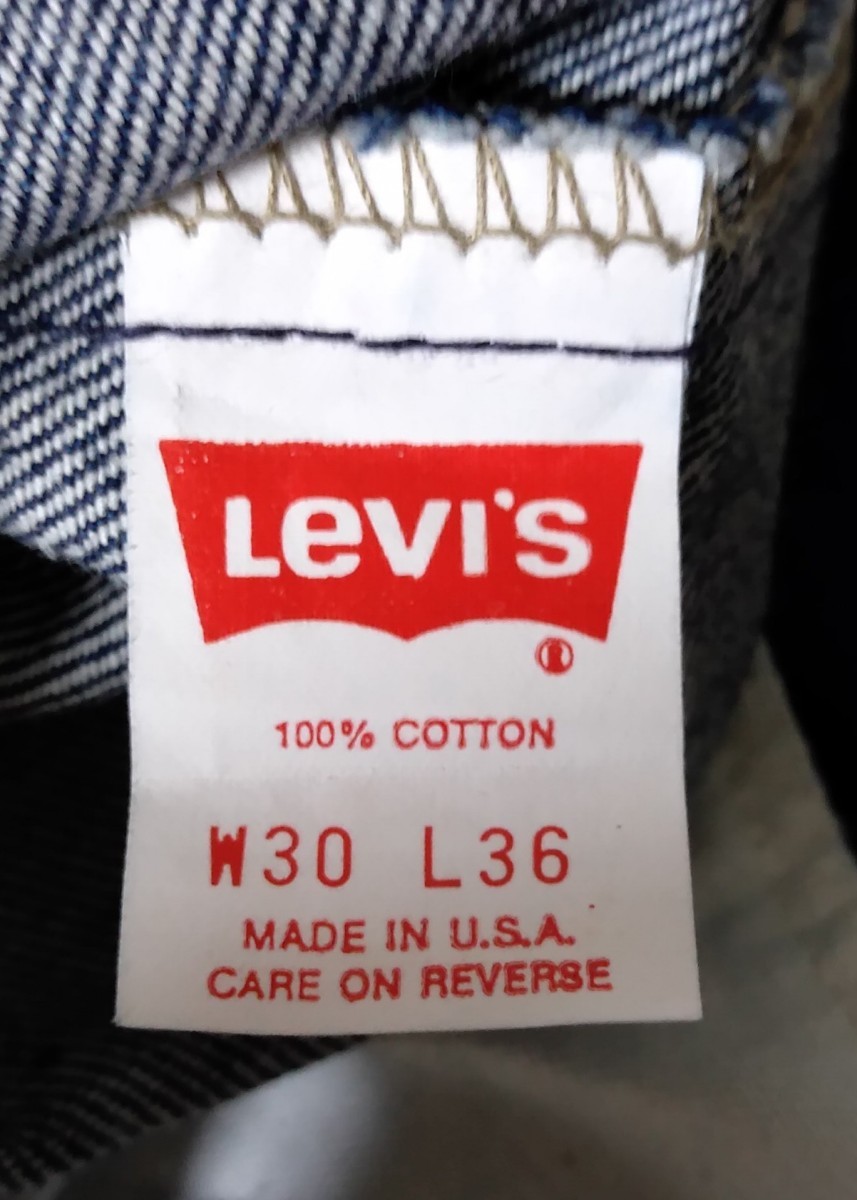 Levi's
®
100% COTTON
W30 L36
MADE IN U.S.A.
CARE ON REVERSE